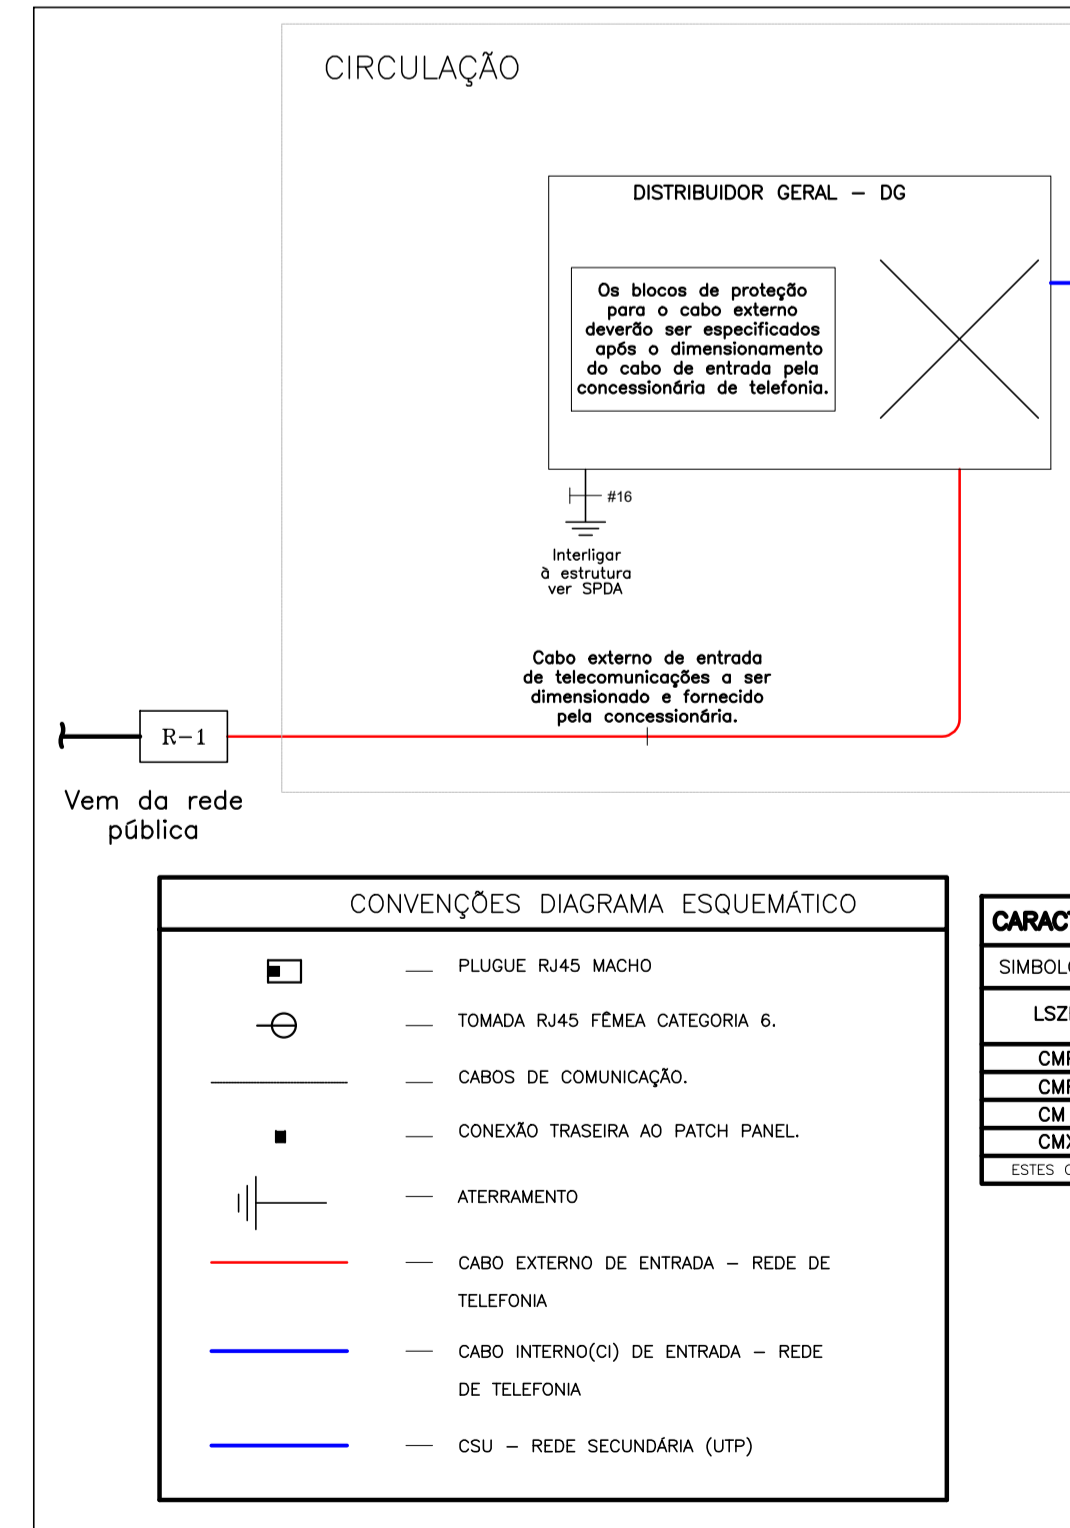 CIRCULAÇÃO
DISTRIBUIDOR GERAL – DG
Os blocos de proteção
para o cabo externo
deverão ser especificados
após o dimensionamento
do cabo de entrada pela
concessionária de telefonia.
#16
Interligar
à estrutura
ver SPDA
Cabo externo de entrada
de telecomunicações a ser
dimensionado e fornecido
pela concessionária.
R-1
Vem da rede
pública
CONVENÇÕES DIAGRAMA ESQUEMÁTICO
PLUGUE RJ45 MACHO
TOMADA RJ45 FÊMEA CATEGORIA 6.
CABOS DE COMUNICAÇÃO.
CONEXÃO TRASEIRA AO PATCH PANEL.
ATERRAMENTO
CABO EXTERNO DE ENTRADA – REDE DE
TELEFONIA
CABO INTERNO(CI) DE ENTRADA – REDE
DE TELEFONIA
CSU – REDE SECUNDÁRIA (UTP)
CM
ESTES